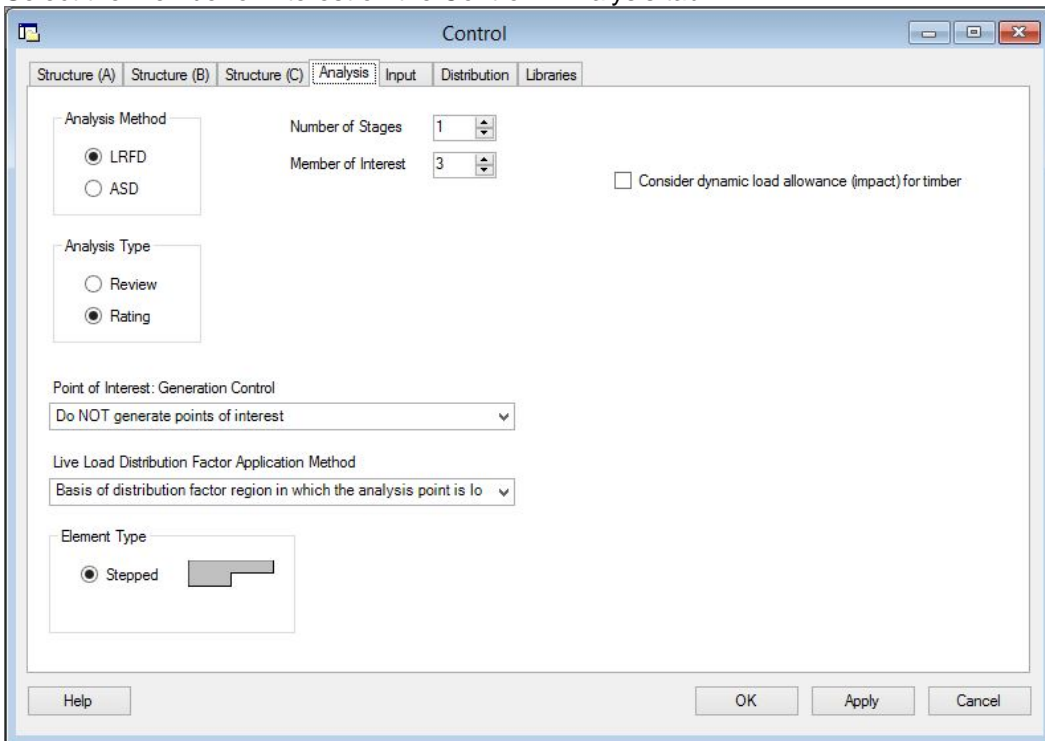 Control
Structure (A) Structure (B) Structure (C) Analysis Input Distribution Libraries
Analysis Method
LRFD
ASD
Number of Stages 1
Member of Interest 3
Consider dynamic load allowance (impact) for timber
Analysis Type
Review
Rating
Point of Interest: Generation Control
Do NOT generate points of interest
Live Load Distribution Factor Application Method
Basis of distribution factor region in which the analysis point is lo
Element Type
Stepped
Help OK Apply Cancel